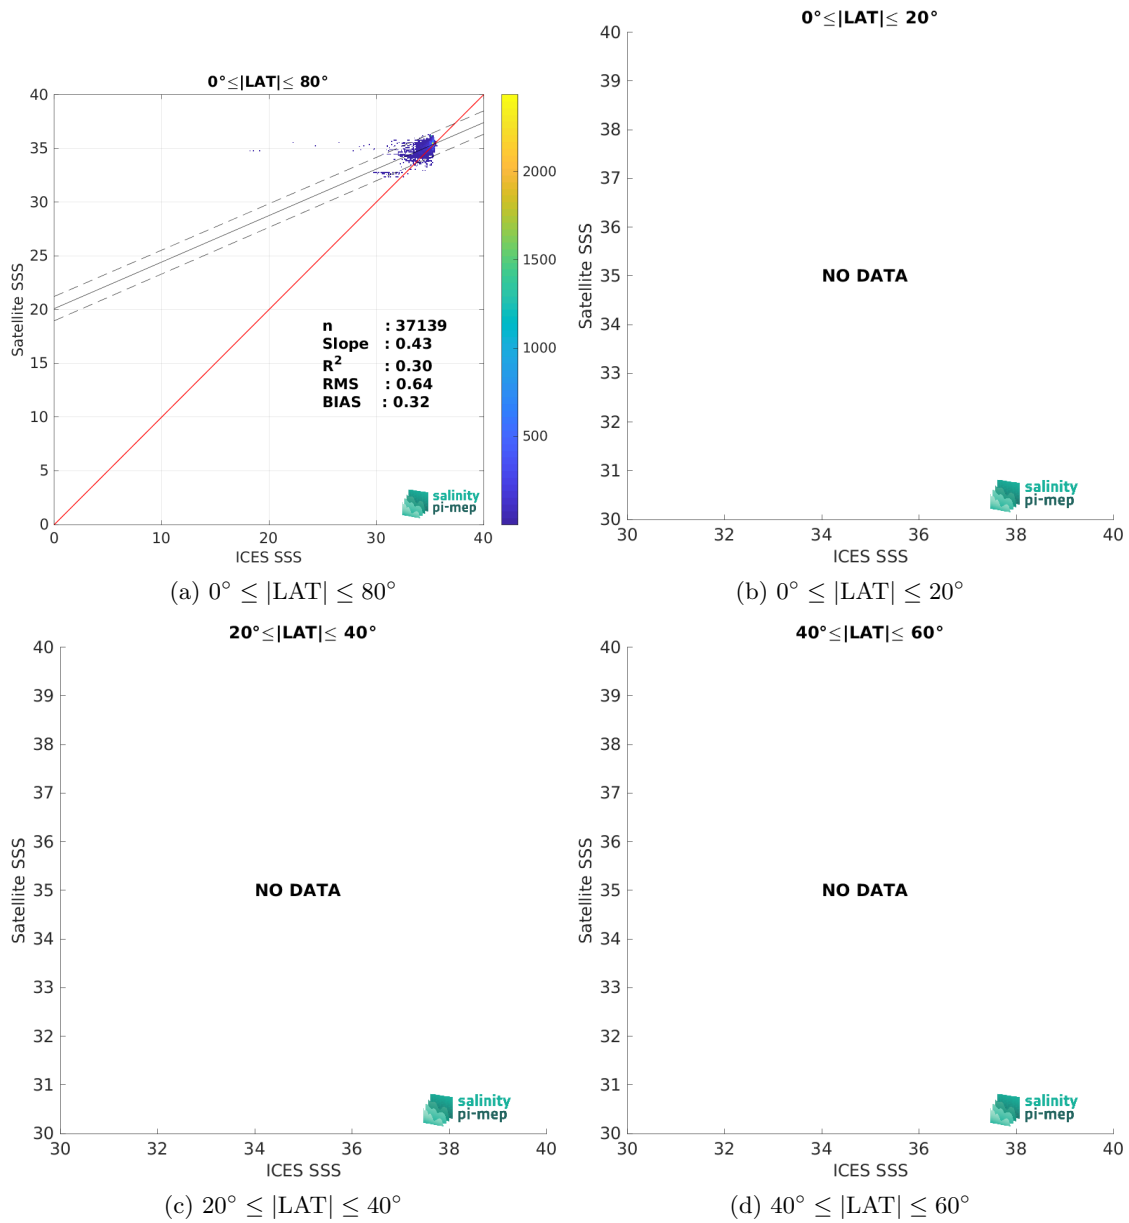 0°≤|LAT|≤ 80°
40
35
30
25
20
15
10
5
0
Satellite SSS
0
10
20
30
40
ICES SSS
n : 37139
Slope : 0.43
R² : 0.30
RMS : 0.64
BIAS : 0.32
salinity
pi-mep
2000
1500
1000
500
(a) 0° ≤ |LAT| ≤ 80°
0°≤|LAT|≤ 20°
40
39
38
37
36
35
34
33
32
31
30
Satellite SSS
NO DATA
salinity
pi-mep
30
32
34
36
38
40
ICES SSS
(b) 0° ≤ |LAT| ≤ 20°
20°≤|LAT|≤ 40°
40
39
38
37
36
35
34
33
32
31
30
Satellite SSS
NO DATA
salinity
pi-mep
30
32
34
36
38
40
ICES SSS
(c) 20° ≤ |LAT| ≤ 40°
40°≤|LAT|≤ 60°
40
39
38
37
36
35
34
33
32
31
30
Satellite SSS
NO DATA
salinity
pi-mep
30
32
34
36
38
40
ICES SSS
(d) 40° ≤ |LAT| ≤ 60°